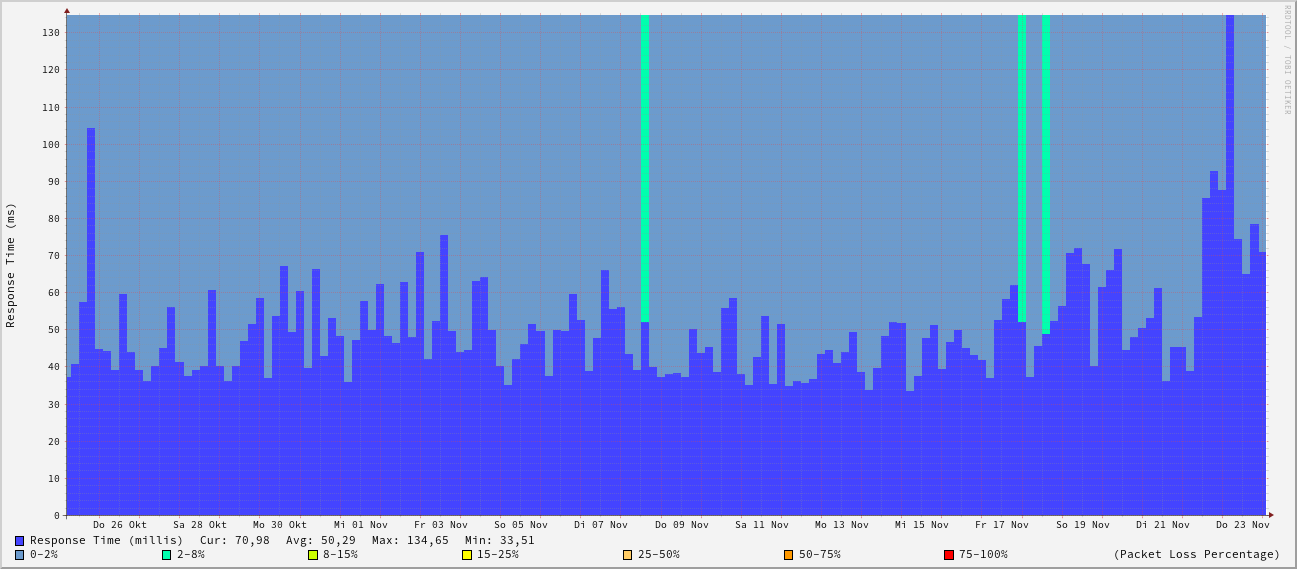 RRDTOOL / TOBI OETIKER
Response Time (ms)
130
120
110
100
90
80
70
60
50
40
30
20
10
0
Do 26 Okt Sa 28 Okt Mo 30 Okt Mi 01 Nov Fr 03 Nov So 05 Nov Di 07 Nov Do 09 Nov Sa 11 Nov Mo 13 Nov Mi 15 Nov Fr 17 Nov So 19 Nov Di 21 Nov Do 23 Nov
Response Time (millis) Cur: 70,98 Avg: 50,29 Max: 134,65 Min: 33,51
0-2% 2-8% 8-15% 15-25% 25-50% 50-75% 75-100% (Packet Loss Percentage)